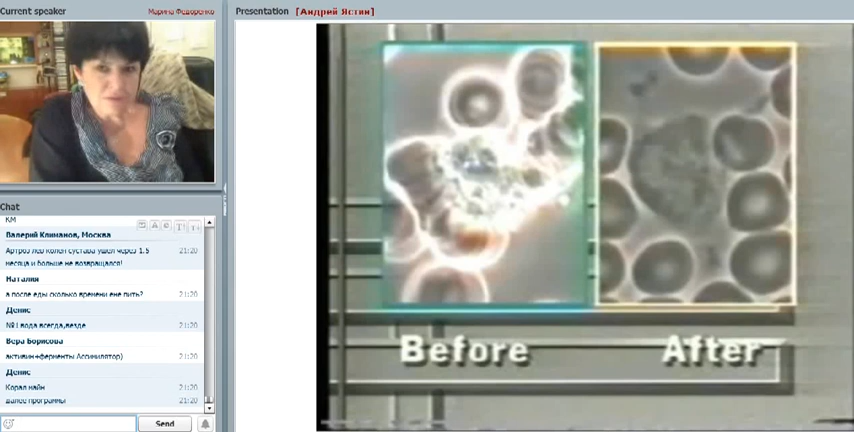 Current speaker
Марина Федоренко
Presentation
[Андрей Ястин]
Chat
КМ
Валерий Климанов, Москва
Артроз лев колен сустава ушел через 1.5
21:20
месяца и больше не возвращался!
Наталия
а после еды сколько времени ене пить?
21:20
Денис
№1 вода всегда,везде
21:20
Вера Борисова
активин+ферменты Ассимилятор)
21:20
Денис
Корал майн
21:20
далее программы
21:20
Send
Before
After